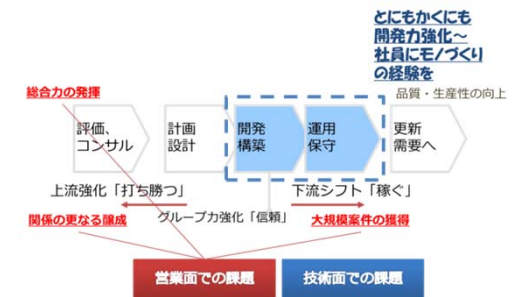 とにもかくにも
開発力強化~
社員にモノづくり
の経験を
総合力の発揮
品質・生産性の向上
評価、
コンサル
計画
設計
開発
構築
運用
保守
更新
需要へ
上流強化「打ち勝つ」
下流シフト「稼ぐ」
関係の更なる醸成
グループ力強化「信頼」
大規模案件の獲得
営業面での課題
技術面での課題